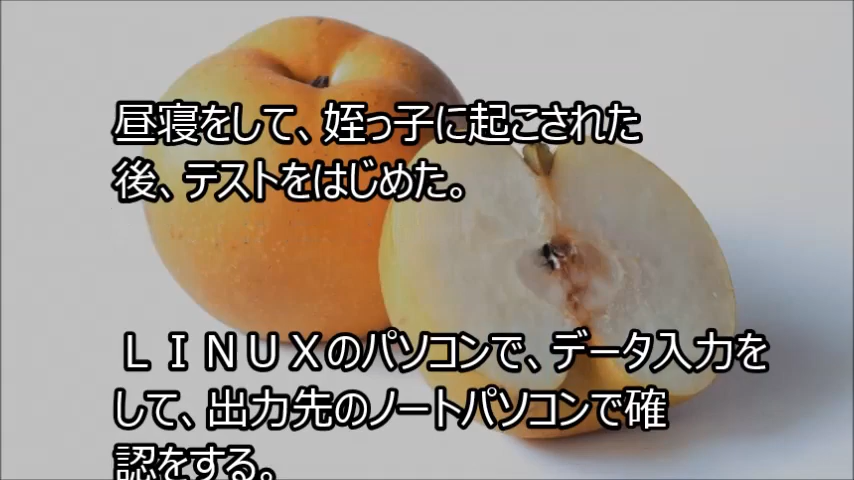 昼寝をして、姪っ子に起こされた
後、テストをはじめた。
ＬＩＮＵＸのパソコンで、データ入力を
して、出力先のノートパソコンで確
認をする。